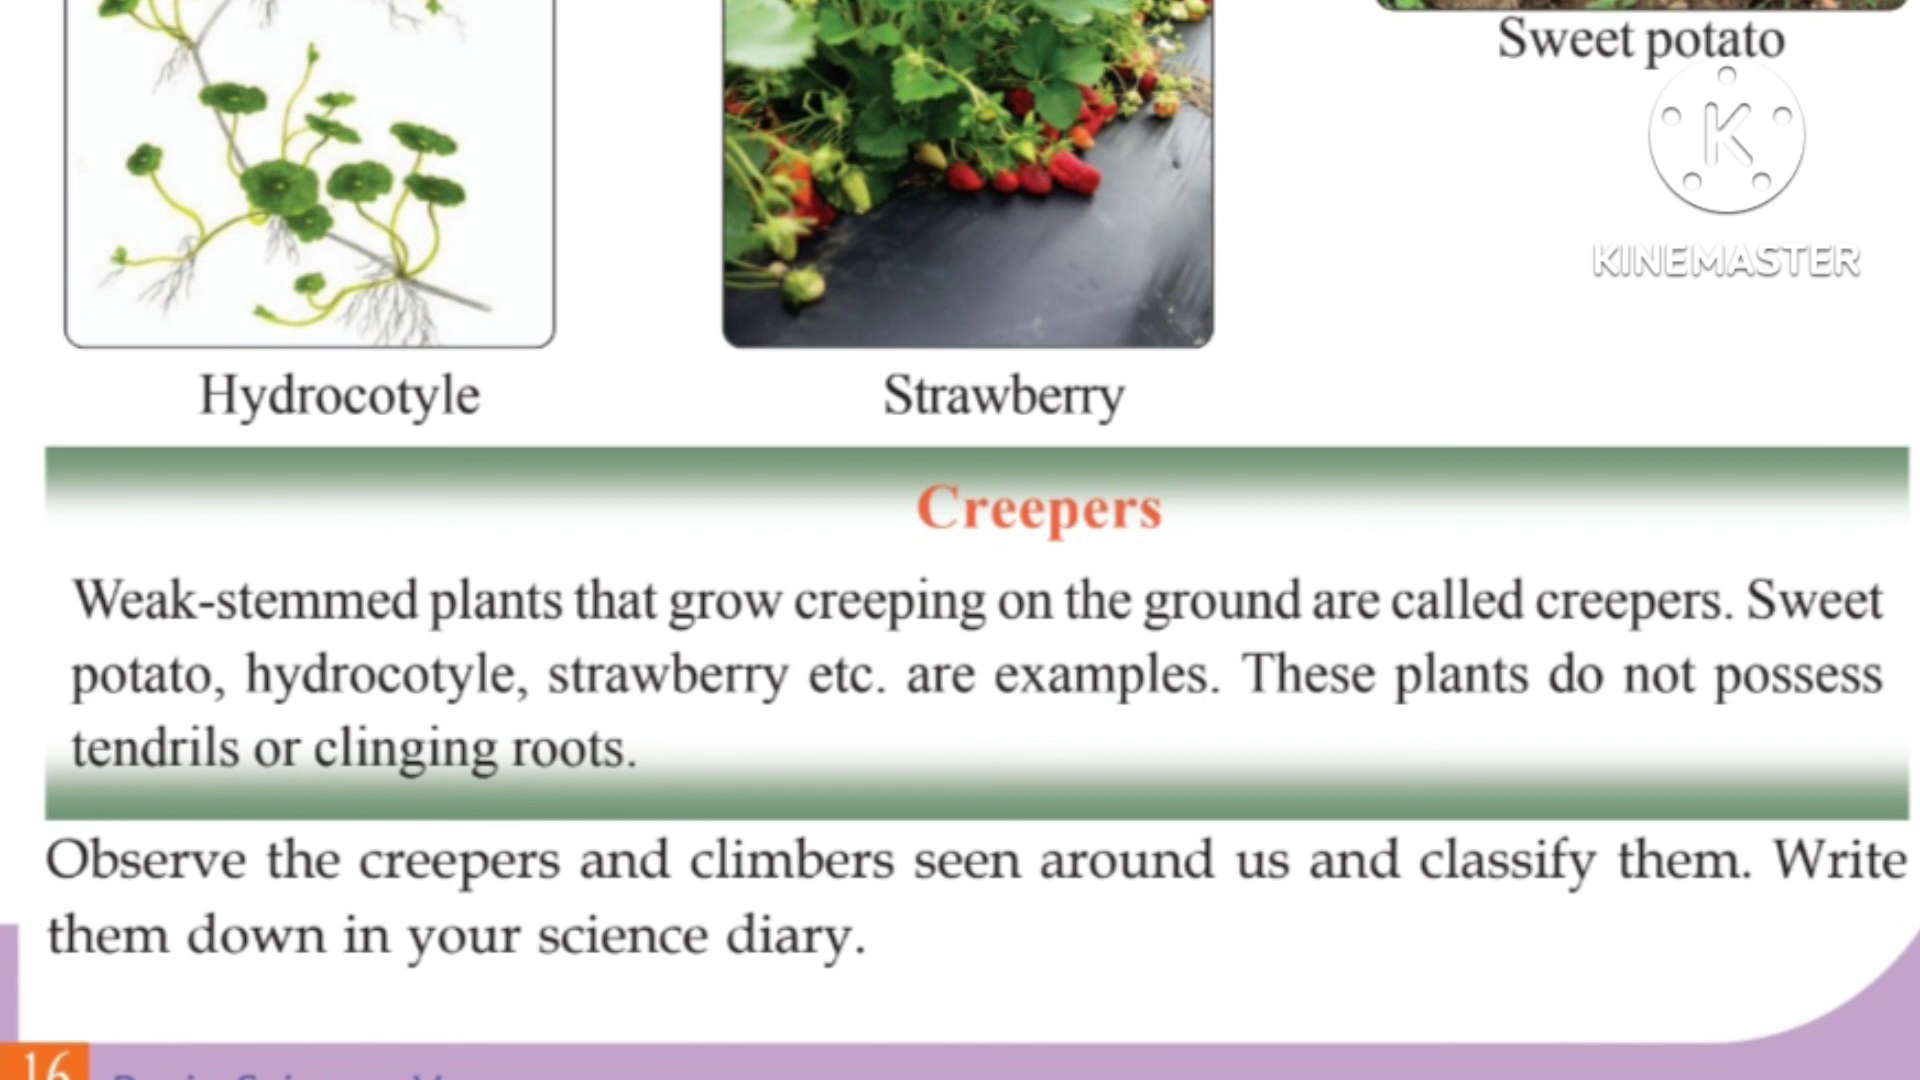 Sweet potato
K
KINEMASTER
Hydrocotyle
Strawberry
Creepers
Weak-stemmed plants that grow creeping on the ground are called creepers. Sweet
potato, hydrocotyle, strawberry etc. are examples. These plants do not possess
tendrils or clinging roots.
Observe the creepers and climbers seen around us and classify them. Write
them down in your science diary.
16